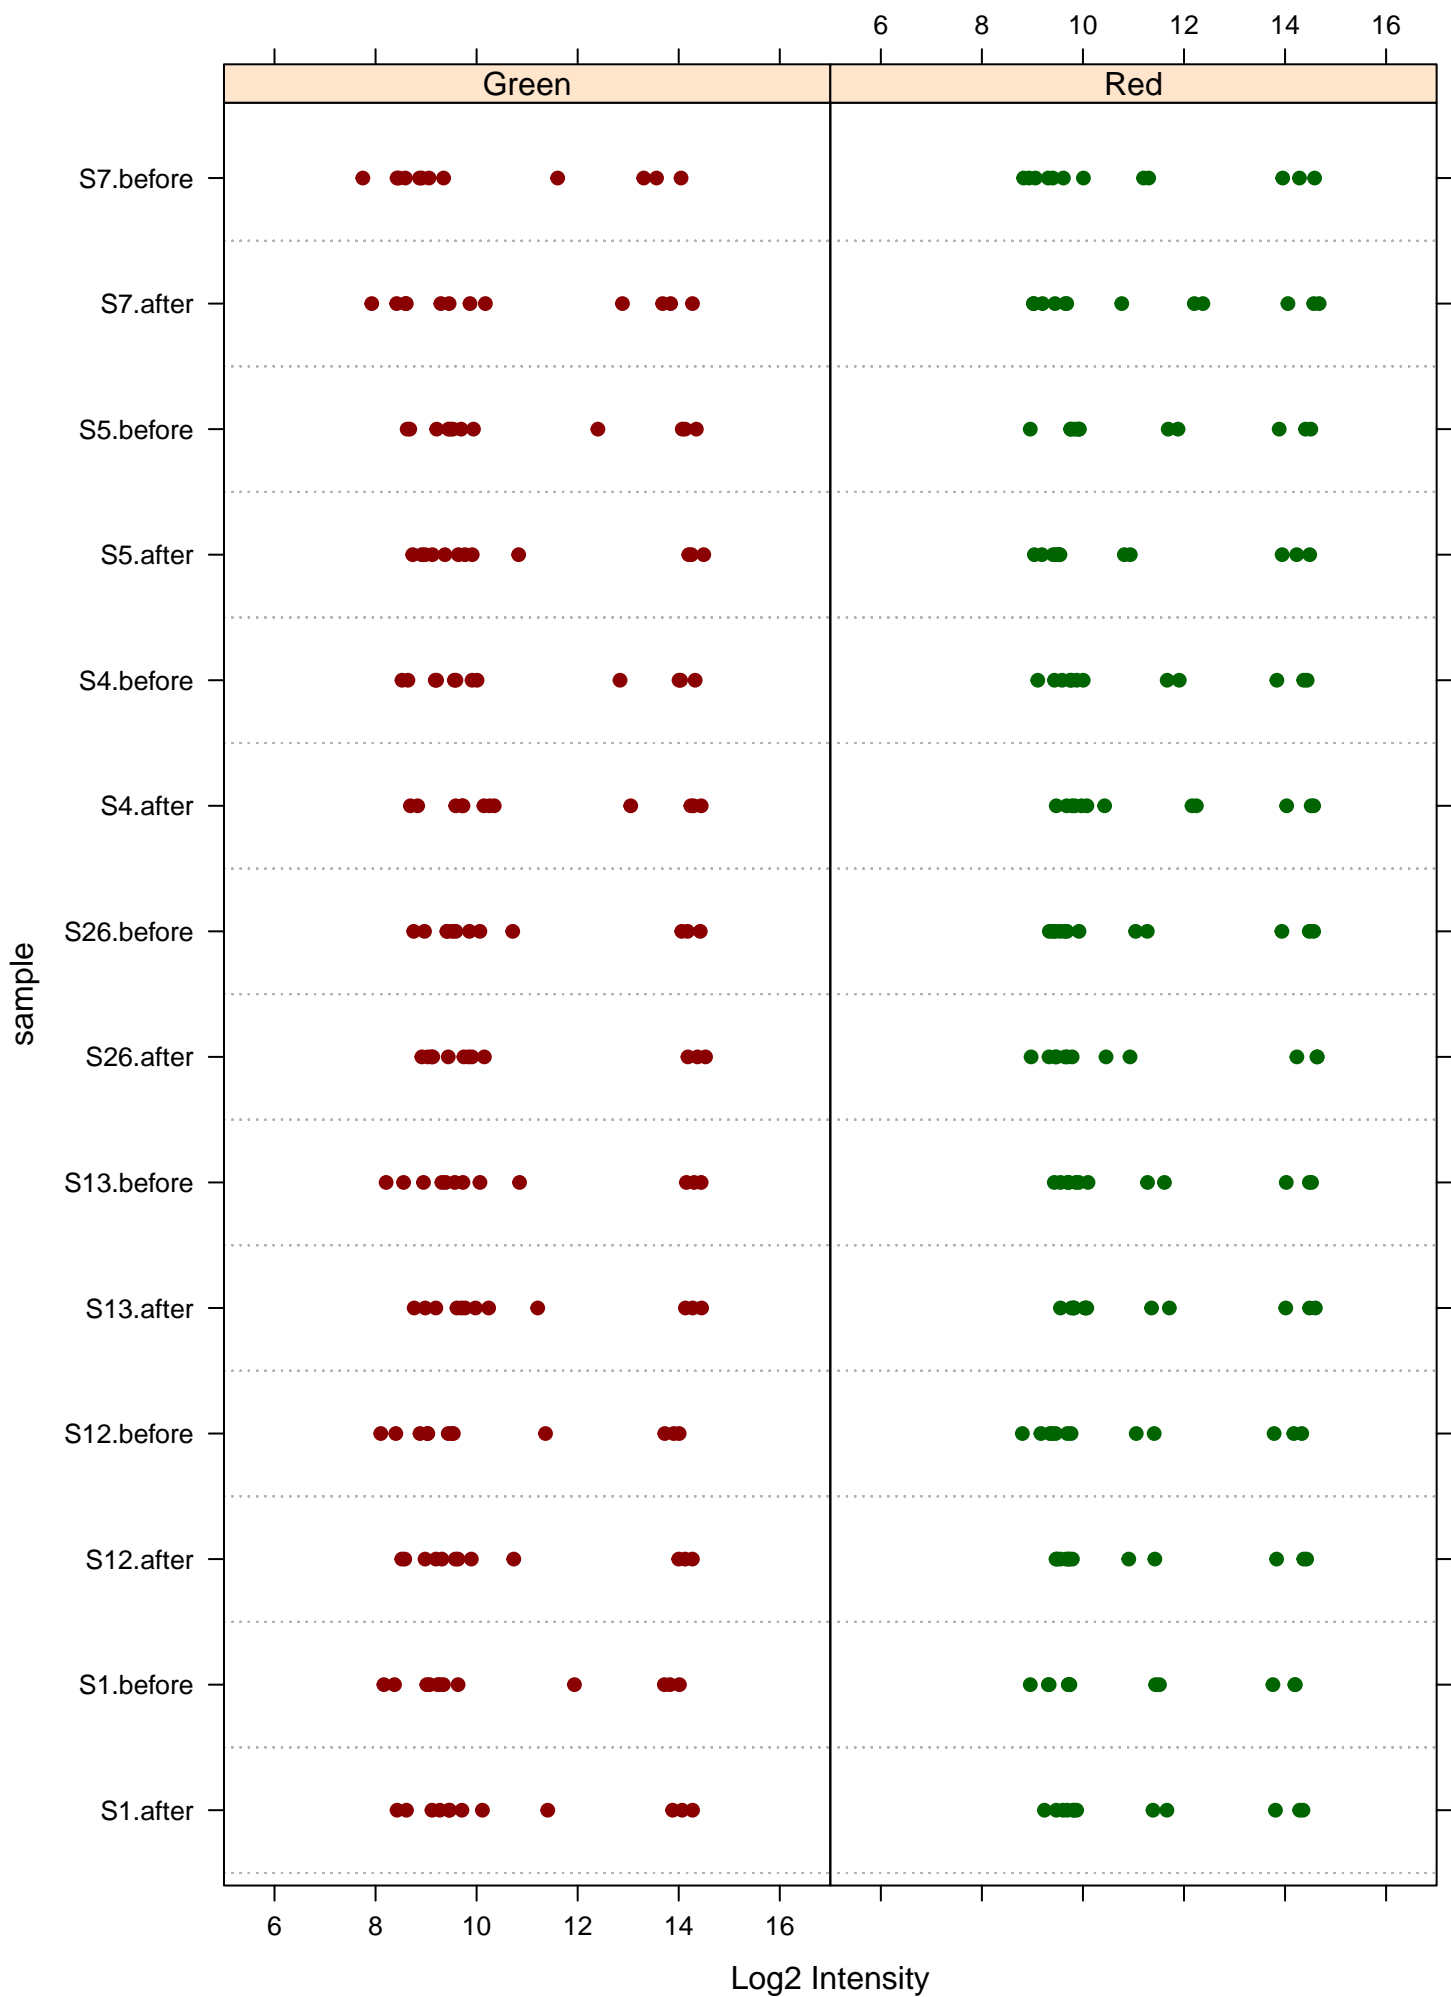 6 8 10 12 14 16
Green Red
S7.before
S7.after
S5.before
S5.after
S4.before
S4.after
S26.before
S26.after
S13.before
S13.after
S12.before
S12.after
S1.before
S1.after
sample
6 8 10 12 14 16
Log2 Intensity